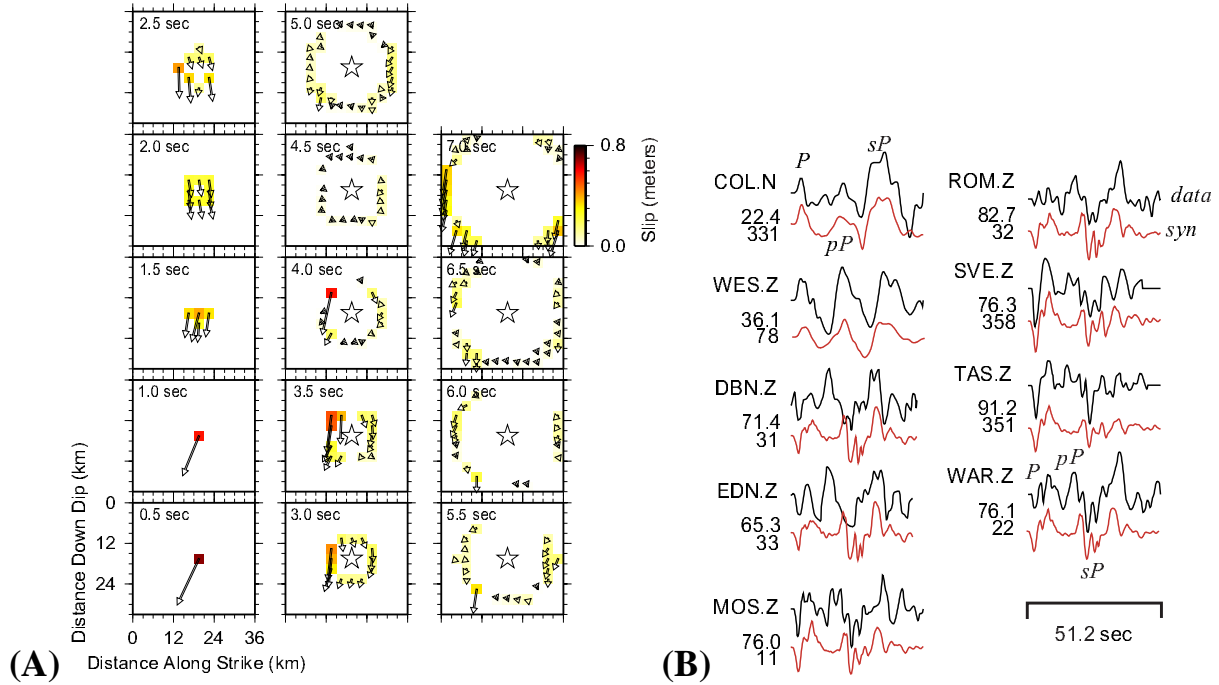 2.5 sec
5.0 sec
2.0 sec
4.5 sec
7.0 sec
0.8
0.0
Slip (meters)
1.5 sec
4.0 sec
6.5 sec
1.0 sec
3.5 sec
6.0 sec
0.5 sec
3.0 sec
5.5 sec
0
12
24
Distance Down Dip (km)
0 12 24 36
Distance Along Strike (km)
(A)
P
sP
COL.N
22.4
331
pP
WES.Z
36.1
78
DBN.Z
71.4
31
EDN.Z
65.3
33
MOS.Z
76.0
11
ROM.Z
data
82.7
syn
32
SVE.Z
76.3
358
TAS.Z
91.2
351
P
pP
WAR.Z
76.1
22
sP
51.2 sec
(B)